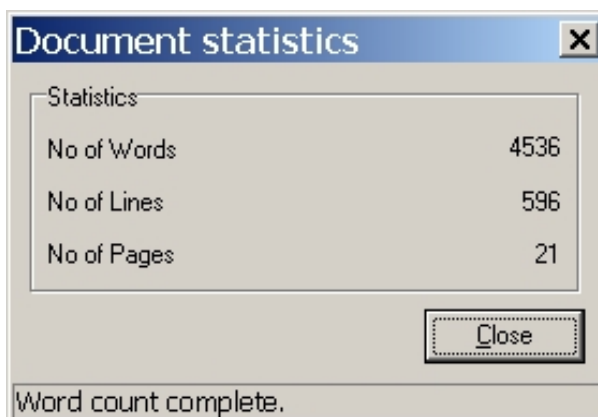 Document statistics
Statistics
No of Words 4536
No of Lines 596
No of Pages 21
Close
Word count complete.